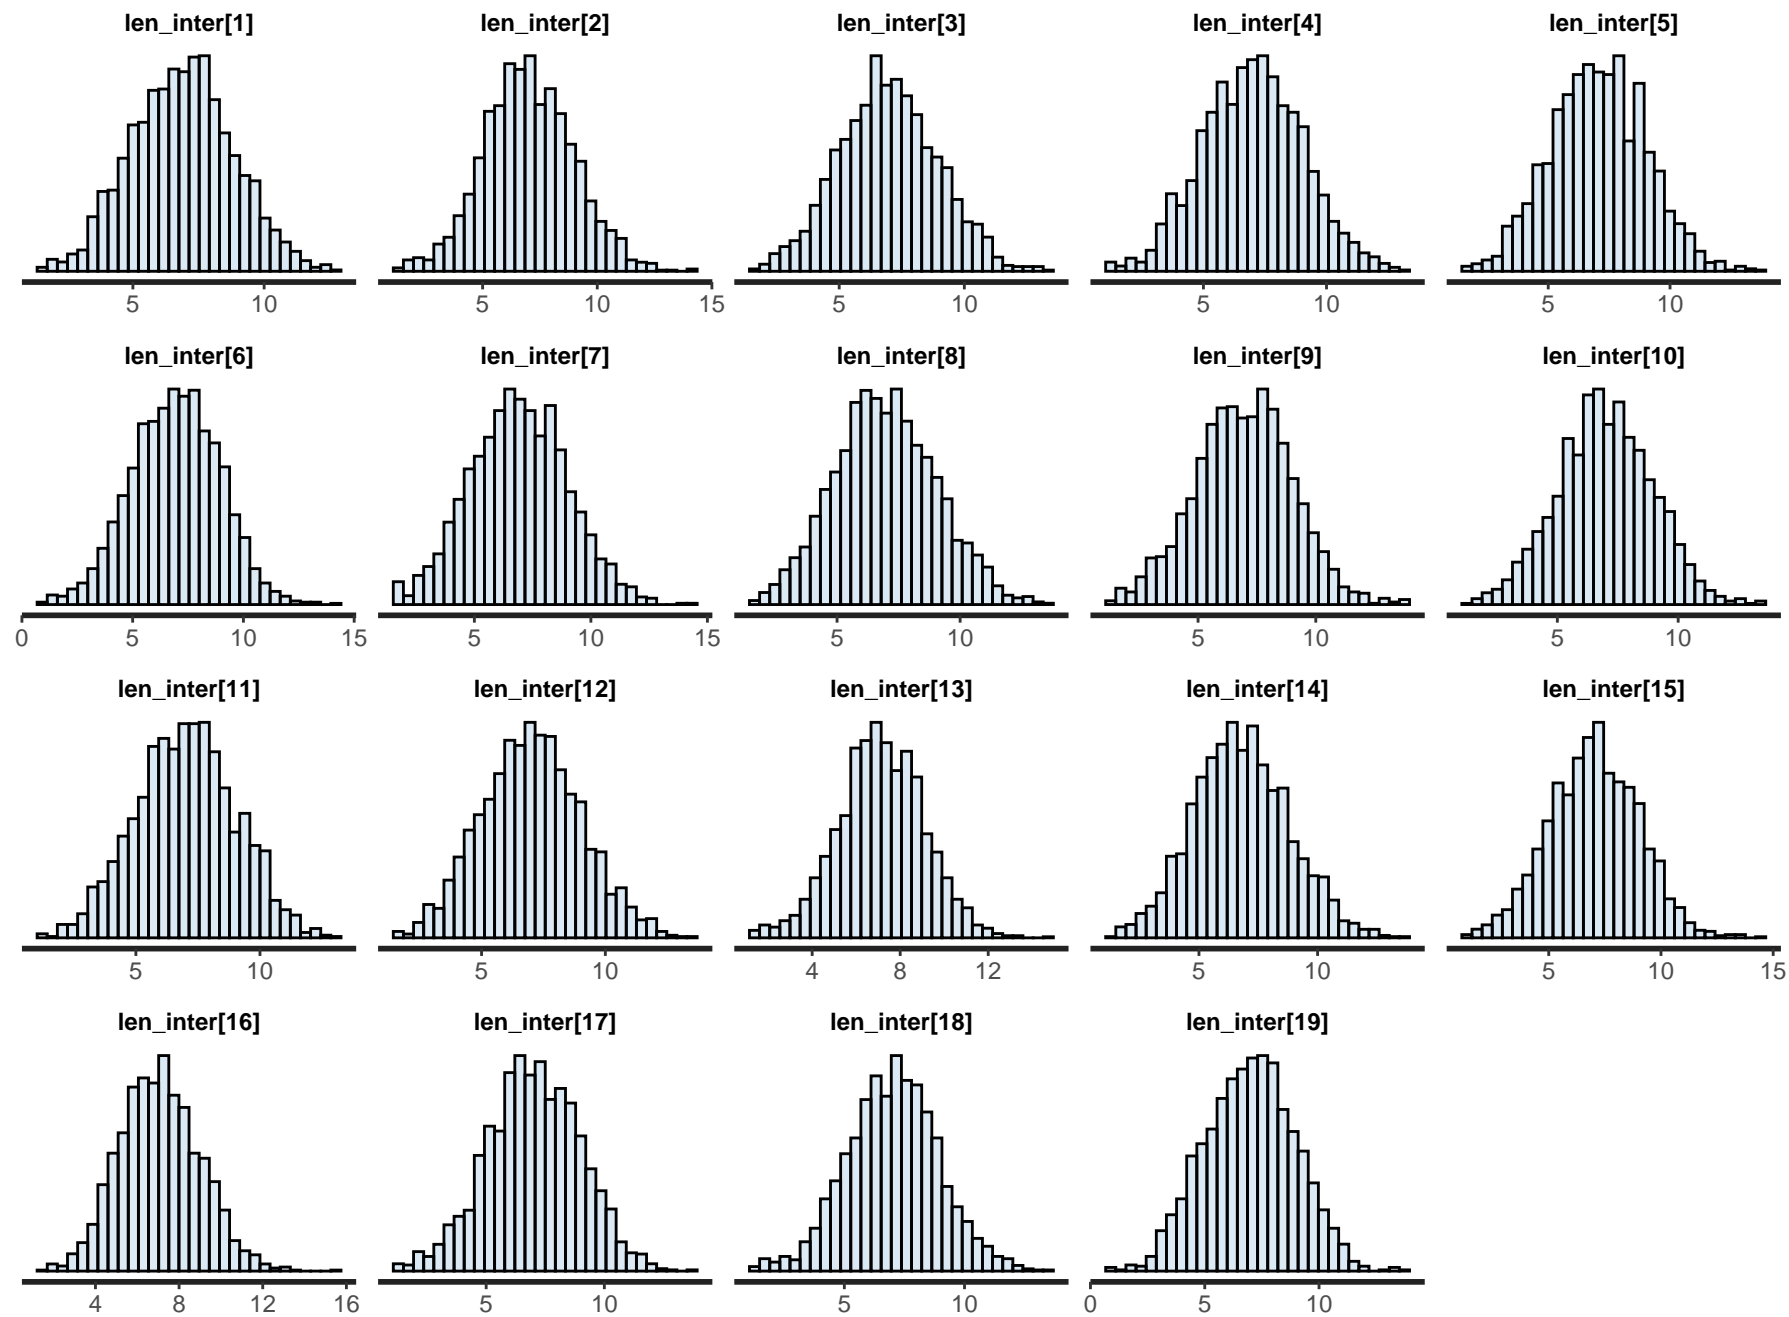 len_inter[1] len_inter[2] len_inter[3] len_inter[4] len_inter[5]
5 10 5 10 15 5 10 5 10 5 10
len_inter[6] len_inter[7] len_inter[8] len_inter[9] len_inter[10]
0 5 10 15 5 10 15 5 10 5 10 5 10
len_inter[11] len_inter[12] len_inter[13] len_inter[14] len_inter[15]
5 10 5 10 4 8 12 5 10 5 10 15
len_inter[16] len_inter[17] len_inter[18] len_inter[19]
4 8 12 16 5 10 5 10 0 5 10